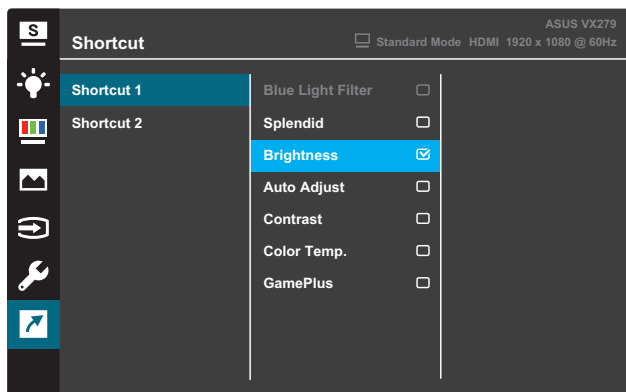 S
ASUS VX279
Shortcut
Standard Mode HDMI 1920 x 1080 @ 60Hz
Shortcut 1
Shortcut 2
Blue Light Filter
Splendid
Brightness
Auto Adjust
Contrast
Color Temp.
GamePlus